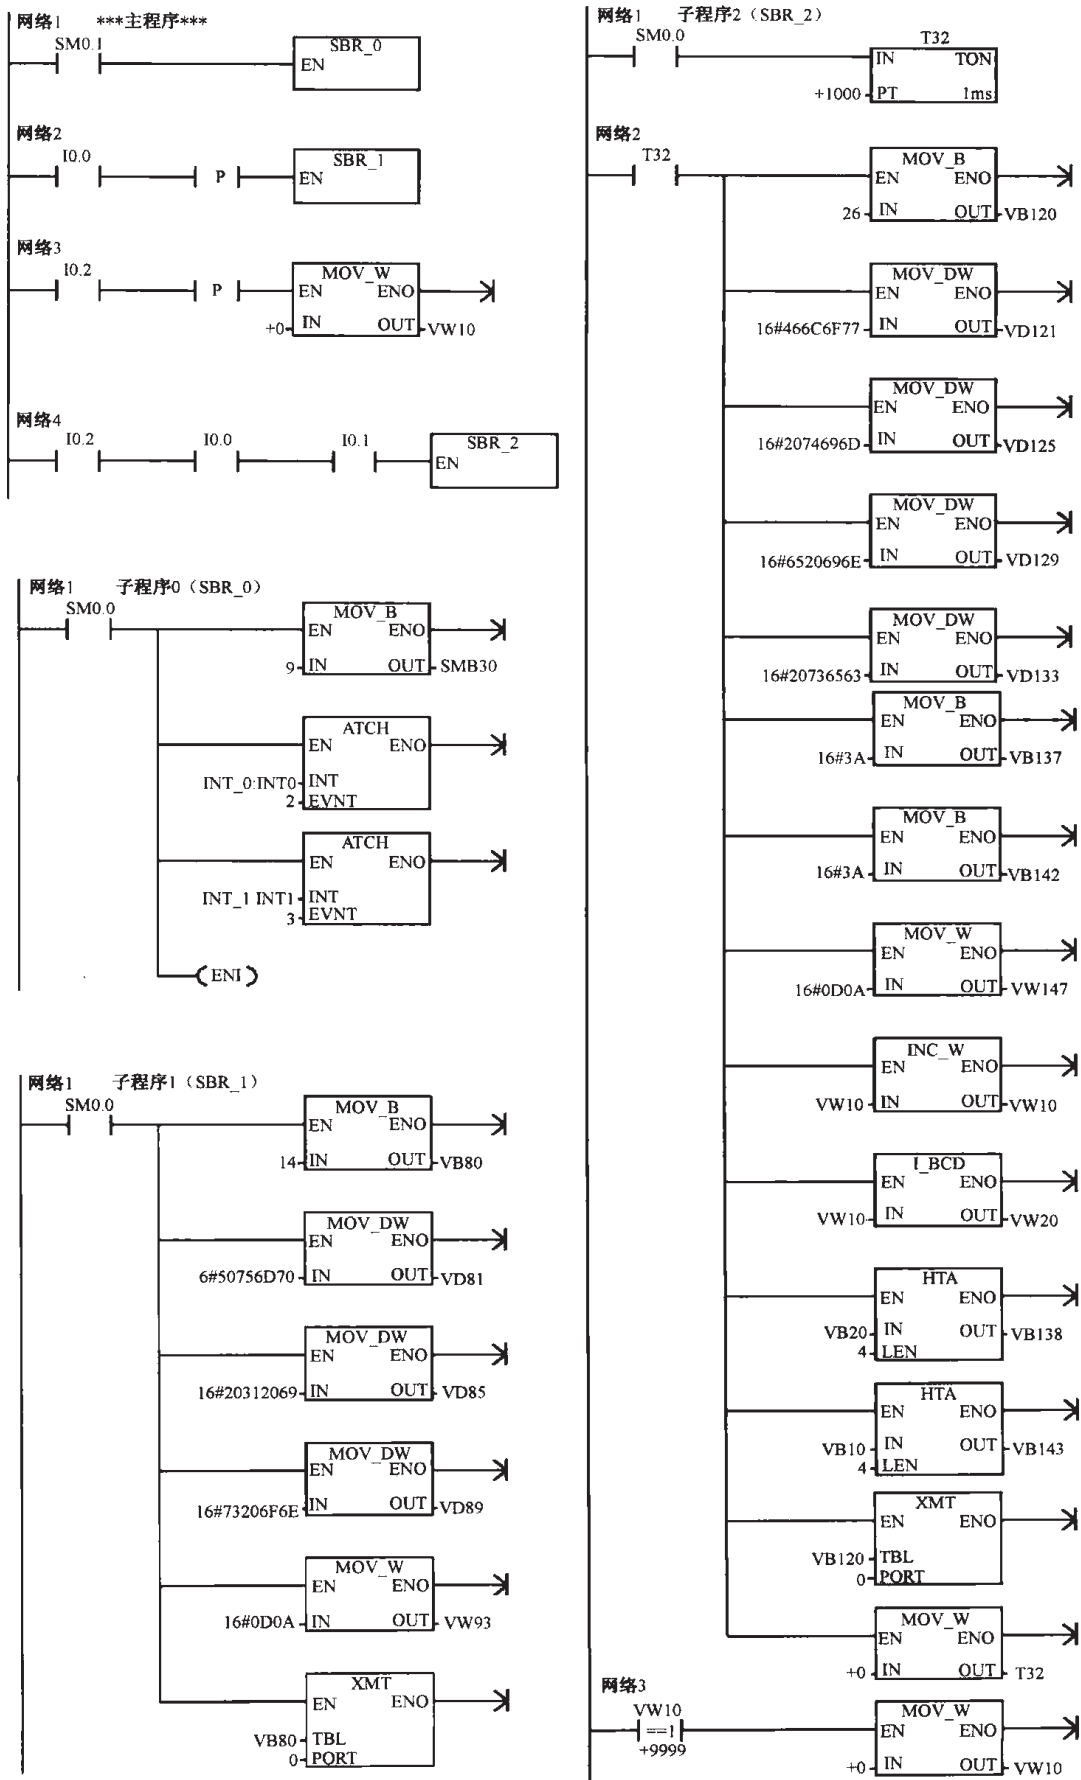 网络1 ***主程序***
SM0.1
SBR_0
EN
网络2
I0.0
P
SBR_1
EN
网络3
I0.2
P
MOV_W
EN ENO
+0 IN OUT VW10
网络4
I0.2 I0.0 I0.1
SBR_2
EN
网络1 子程序0（SBR_0）
SM0.0
MOV_B
EN ENO
9 IN OUT SMB30
ATCH
EN ENO
INT_0:INT0 INT
2 EVNT
ATCH
EN ENO
INT_1 INT1 INT
3 EVNT
ENI
网络1 子程序1（SBR_1）
SM0.0
MOV_B
EN ENO
14 IN OUT VB80
MOV_DW
EN ENO
6#50756D70 IN OUT VD81
MOV_DW
EN ENO
16#20312069 IN OUT VD85
MOV_DW
EN ENO
16#73206F6E IN OUT VD89
MOV_W
EN ENO
16#0D0A IN OUT VW93
XMT
EN ENO
VB80 TBL
0 PORT
网络1 子程序2（SBR_2）
SM0.0
T32
IN TON
+1000 PT 1ms
网络2
T32
MOV_B
EN ENO
26 IN OUT VB120
MOV_DW
EN ENO
16#466C6F77 IN OUT VD121
MOV_DW
EN ENO
16#2074696D IN OUT VD125
MOV_DW
EN ENO
16#6520696E IN OUT VD129
MOV_DW
EN ENO
16#20736563 IN OUT VD133
MOV_B
EN ENO
16#3A IN OUT VB137
MOV_B
EN ENO
16#3A IN OUT VB142
MOV_W
EN ENO
16#0D0A IN OUT VW147
INC_W
EN ENO
VW10 IN OUT VW10
I_BCD
EN ENO
VW10 IN OUT VW20
HTA
EN ENO
VB20 IN OUT VB138
4 LEN
HTA
EN ENO
VB10 IN OUT VB143
4 LEN
XMT
EN ENO
VB120 TBL
0 PORT
MOV_W
EN ENO
+0 IN OUT T32
网络3
VW10
==I
+9999
MOV_W
EN ENO
+0 IN OUT VW10